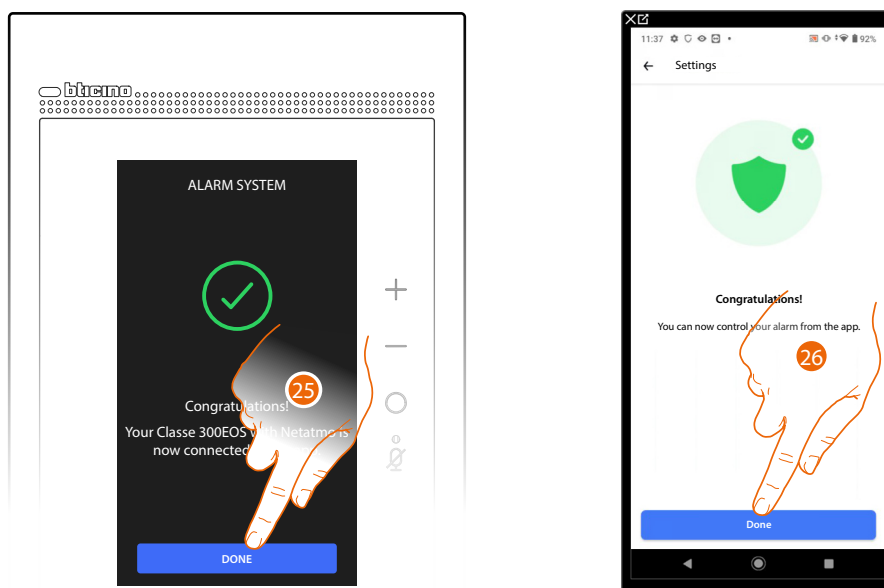 bticino
ALARM SYSTEM
25
Congratulations!
Your Classe 300EOS with Netatmo is
now connected
DONE
11:37
92%
Settings
Congratulations!
You can now control your alarm from the app.
26
Done